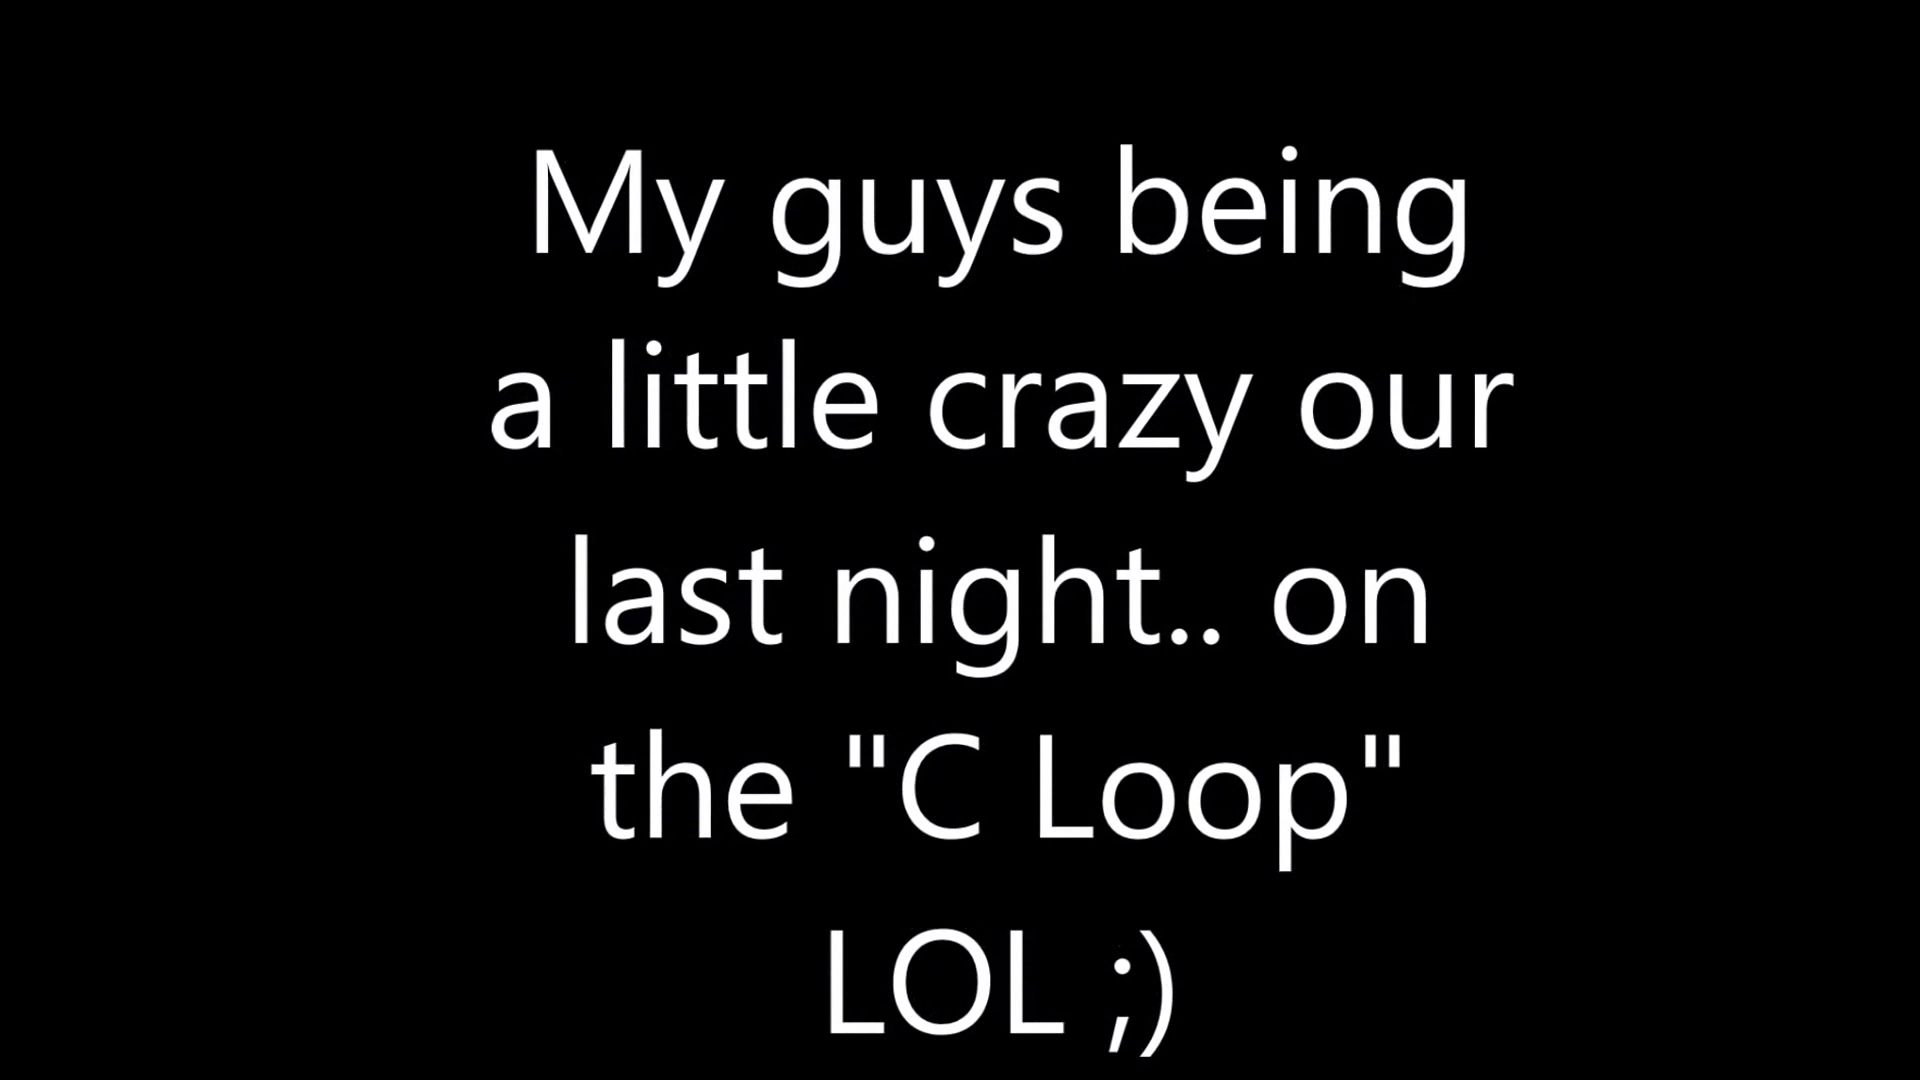 My guys being
a little crazy our
last night.. on
the "C Loop"
LOL ;)